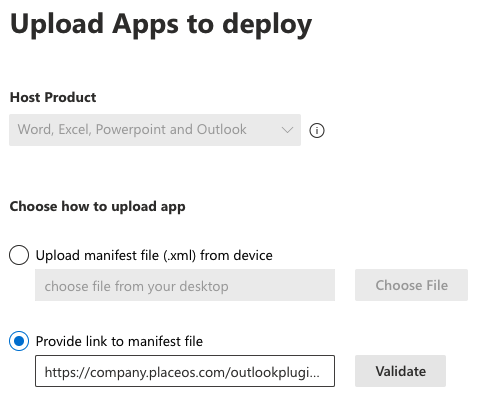 Upload Apps to deploy
Host Product
Word, Excel, Powerpoint and Outlook
Choose how to upload app
Upload manifest file (.xml) from device
choose file from your desktop
Choose File
Provide link to manifest file
https://company.placeos.com/outlookplugi...
Validate